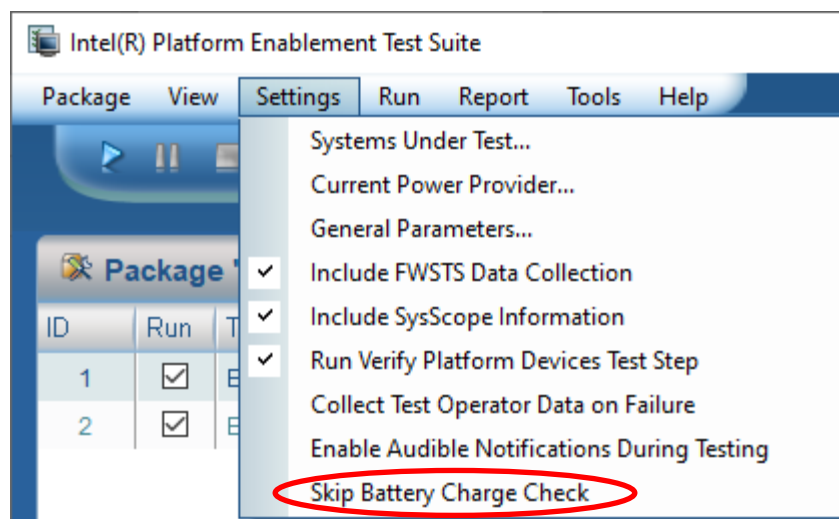 Intel(R) Platform Enablement Test Suite
Package View Settings Run Report Tools Help
Systems Under Test...
Current Power Provider...
General Parameters...
Package '
Include FWSTS Data Collection
ID Run T
Include SysScope Information
1 E
Run Verify Platform Devices Test Step
2 E
Collect Test Operator Data on Failure
Enable Audible Notifications During Testing
Skip Battery Charge Check